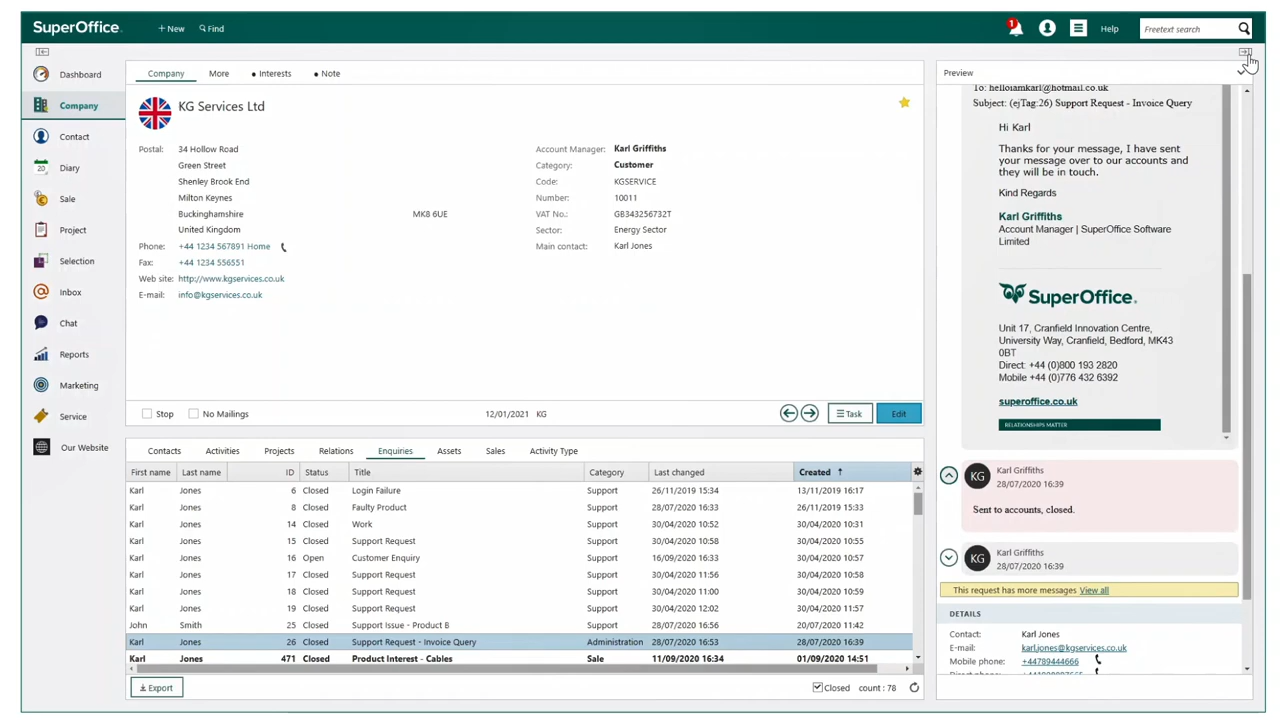 SuperOffice.
+ New
Find
1
Help
Freetext search
Dashboard
Company
Contact
20
Diary
Sale
Project
Selection
Inbox
Chat
Reports
Marketing
Service
Our Website
Company
More
• Interests
• Note
KG Services Ltd
Postal:
34 Hollow Road
Green Street
Shenley Brook End
Milton Keynes
Buckinghamshire
MK8 6UE
United Kingdom
Phone:
+44 1234 567891 Home
Fax:
+44 1234 556551
Web site:
http://www.kgservices.co.uk
E-mail:
info@kgservices.co.uk
Account Manager:
Karl Griffiths
Category:
Customer
Code:
KGSERVICE
Number:
10011
VAT No.:
GB343256732T
Sector:
Energy Sector
Main contact:
Karl Jones
Stop
No Mailings
12/01/2021 KG
Task
Edit
Contacts
Activities
Projects
Relations
Enquiries
Assets
Sales
Activity Type
First name Last name ID Status Title Category Last changed Created
Karl Jones 6 Closed Login Failure Support 26/11/2019 15:34 13/11/2019 16:17
Karl Jones 8 Closed Faulty Product Support 28/07/2020 16:33 26/11/2019 15:33
Karl Jones 14 Closed Work Support 30/04/2020 10:52 30/04/2020 10:31
Karl Jones 15 Closed Support Request Support 30/04/2020 10:58 30/04/2020 10:55
Karl Jones 16 Open Customer Enquiry Support 16/09/2020 16:33 30/04/2020 10:57
Karl Jones 17 Closed Support Request Support 30/04/2020 11:56 30/04/2020 10:58
Karl Jones 18 Closed Support Request Support 30/04/2020 11:00 30/04/2020 10:59
Karl Jones 19 Closed Support Request Support 30/04/2020 12:02 30/04/2020 11:57
John Smith 25 Closed Support Issue - Product B Support 28/07/2020 16:56 20/07/2020 11:42
Karl Jones 26 Closed Support Request - Invoice Query Administration 28/07/2020 16:53 28/07/2020 16:39
Karl Jones 471 Closed Product Interest - Cables Sale 11/09/2020 16:34 01/09/2020 14:51
Export
Closed
count : 78
Preview
To: helloiamkarl@hotmail.co.uk
Subject: (ejTag:26) Support Request - Invoice Query
Hi Karl
Thanks for your message, I have sent
your message over to our accounts and
they will be in touch.
Kind Regards
Karl Griffiths
Account Manager | SuperOffice Software
Limited
SuperOffice.
Unit 17, Cranfield Innovation Centre,
University Way, Cranfield, Bedford, MK43
0BT
Direct: +44 (0)800 193 2820
Mobile +44 (0)776 432 6392
superoffice.co.uk
RELATIONSHIPS MATTER
KG
Karl Griffiths
28/07/2020 16:39
Sent to accounts, closed.
KG
Karl Griffiths
28/07/2020 16:39
This request has more messages View all
DETAILS
Contact:
Karl Jones
E-mail:
karl.jones@kgservices.co.uk
Mobile phone:
+44789444666